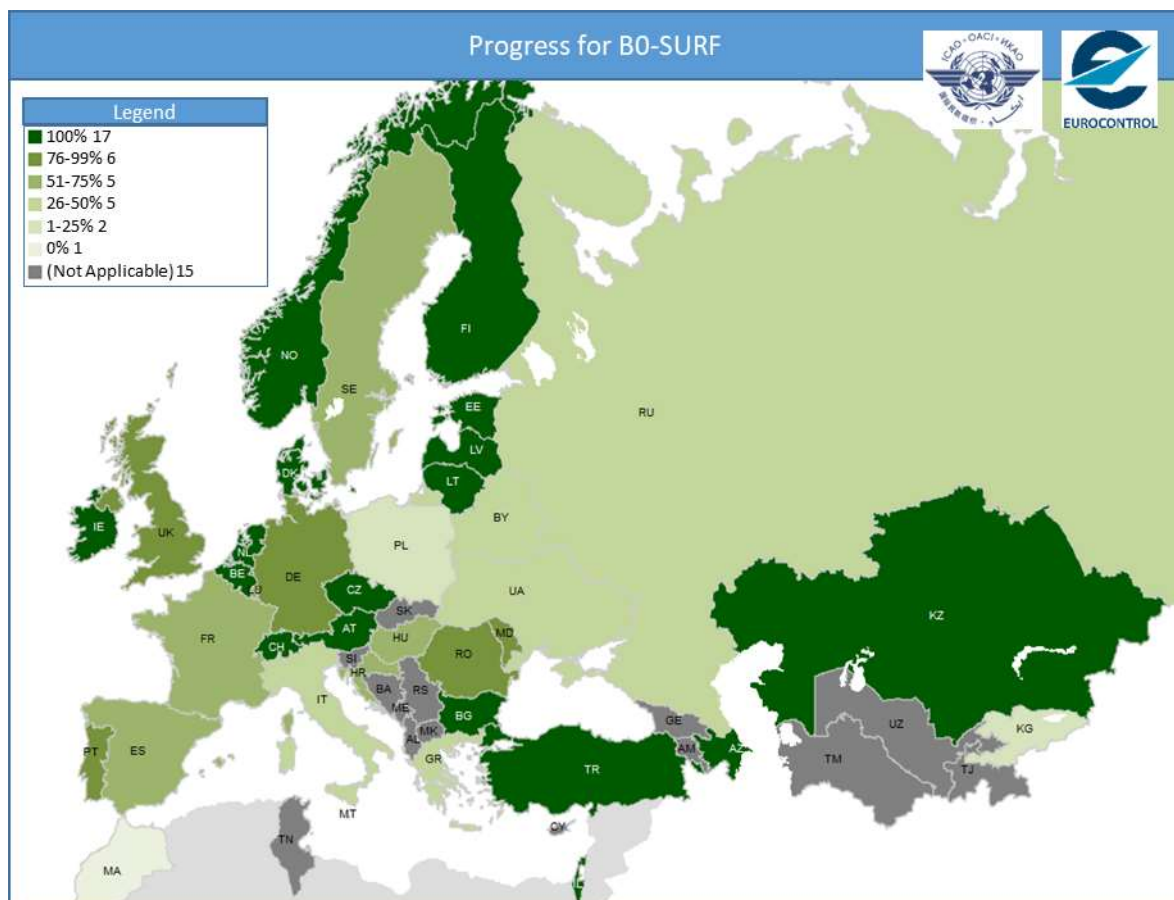 Progress for B0-SURF
ICAO · OACI · ИКАО
EUROCONTROL
Legend
100% 17
76-99% 6
51-75% 5
26-50% 5
1-25% 2
0% 1
(Not Applicable) 15
FI
NO
SE
EE
RU
LV
DK
LT
IE
BY
UK
NL
PL
BE
DE
CZ
UA
SK
KZ
AT
FR
HU
MD
CH
RO
SI
HR
BA
RS
IT
ME
BG
GE
UZ
KG
PT
ES
AL
MK
GR
AM
AZ
TM
TJ
TR
MT
CY
TN
MA